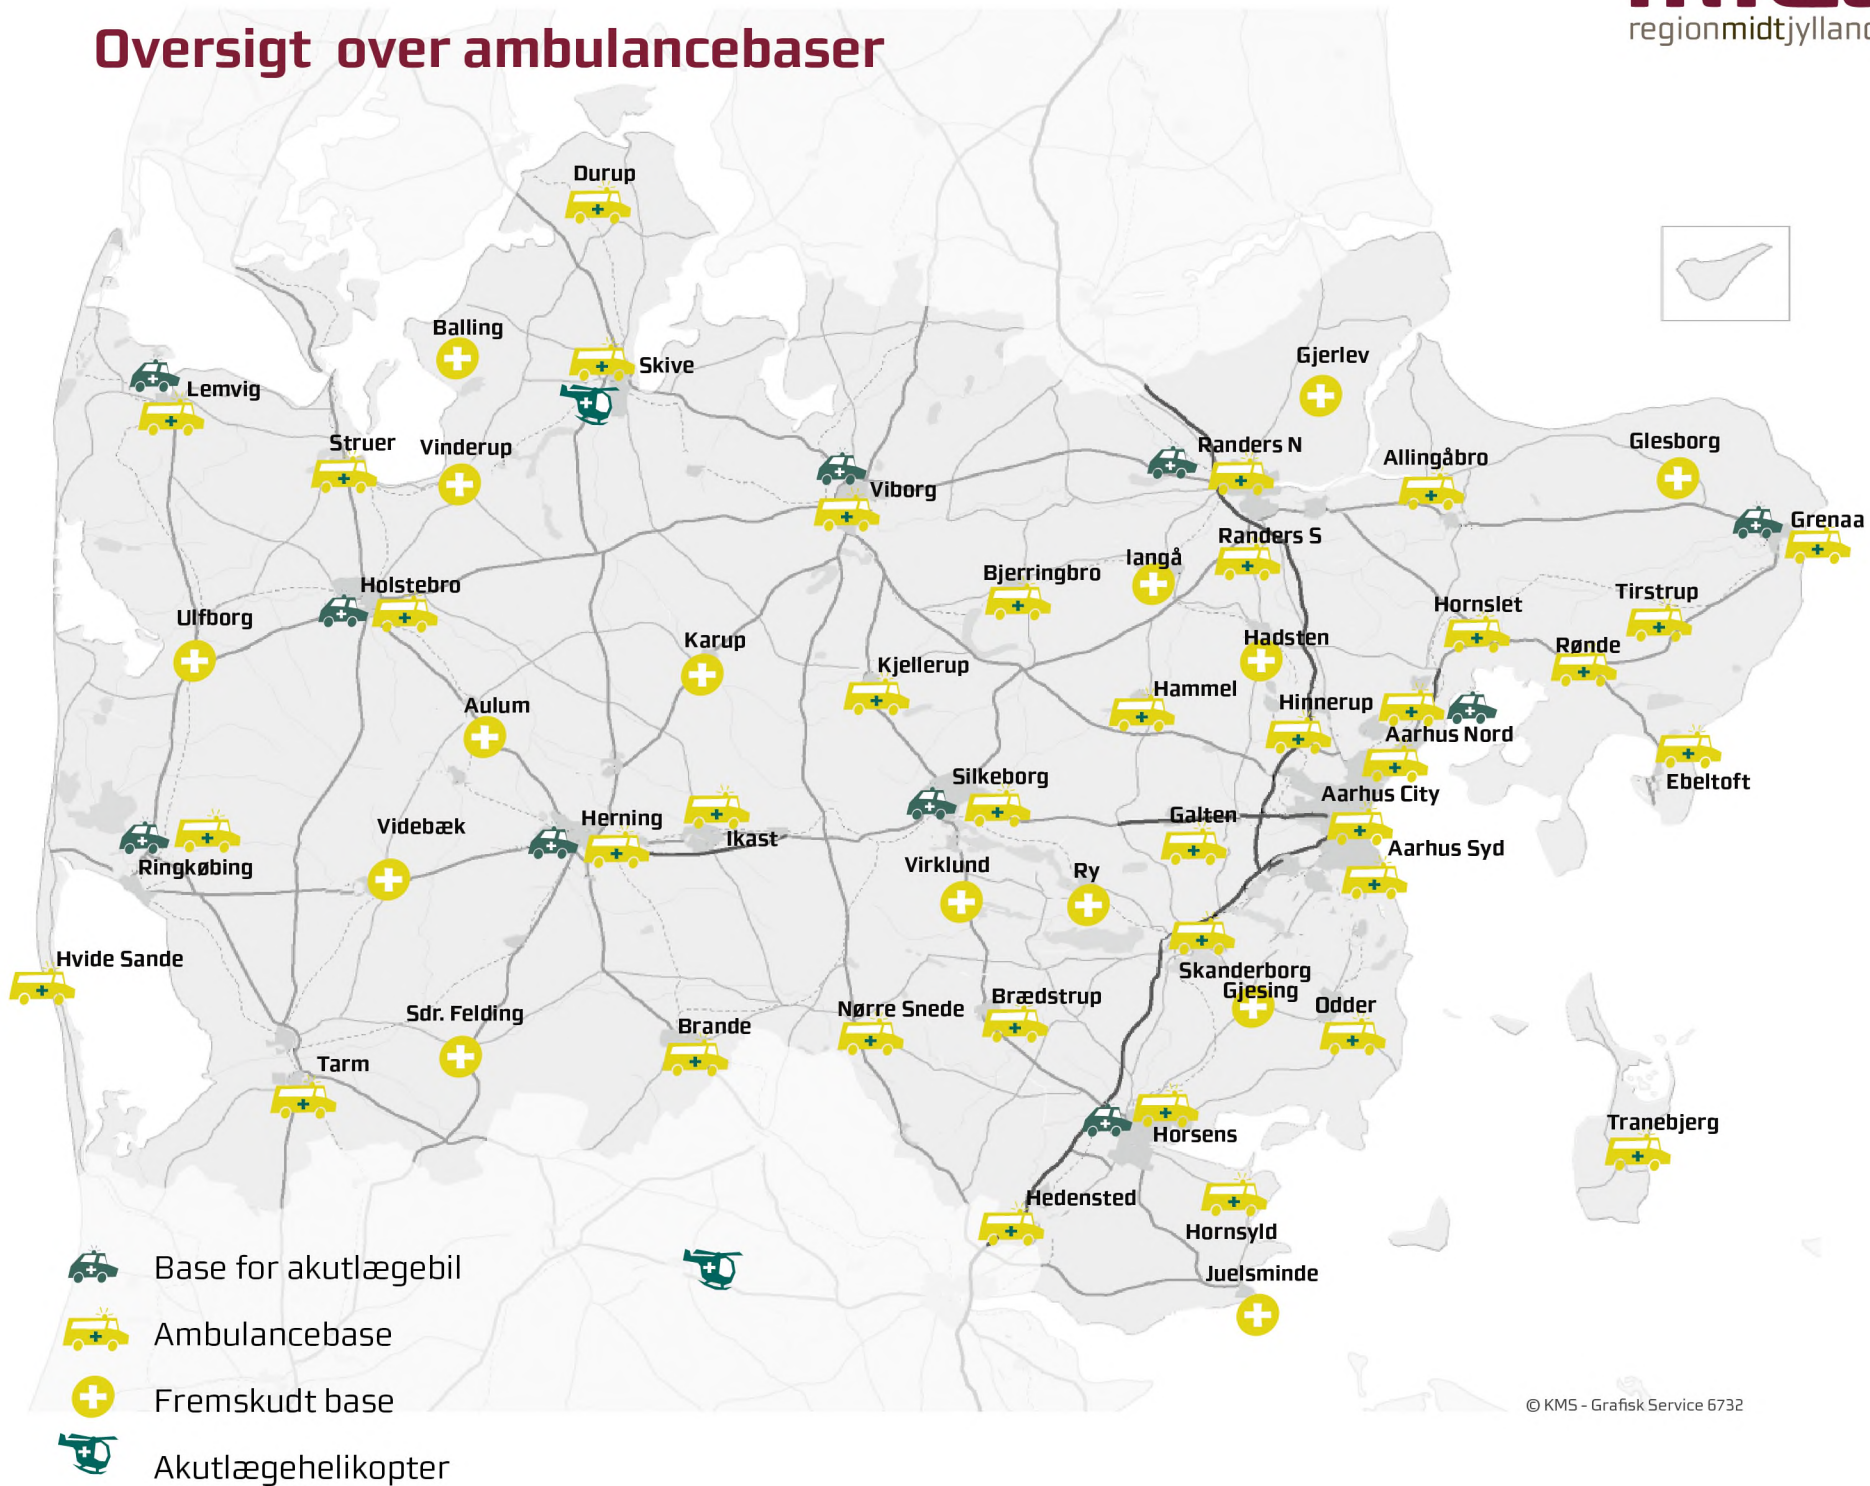 Oversigt over ambulancebaser
regionmidtjylland
Durup
Balling
Skive
Gjerlev
Lemvig
Struer
Vinderup
Randers N
Allingåbro
Glesborg
Viborg
Grenaa
Randers S
langå
Bjerringbro
Holstebro
Tirstrup
Hornslet
Ulfborg
Karup
Hadsten
Rønde
Kjellerup
Hammel
Aulum
Hinnerup
Aarhus Nord
Silkeborg
Ebeltoft
Aarhus City
Galten
Herning
Videbæk
Ikast
Aarhus Syd
Ringkøbing
Virklund
Ry
Hvide Sande
Skanderborg
Gjesing
Brædstrup
Odder
Nørre Snede
Sdr. Felding
Brande
Tarm
Tranebjerg
Horsens
Hedensted
Hornsyld
Juelsminde
Base for akutlægebil
Ambulancebase
Fremskudt base
Akutlægehelikopter
© KMS - Grafisk Service 6732